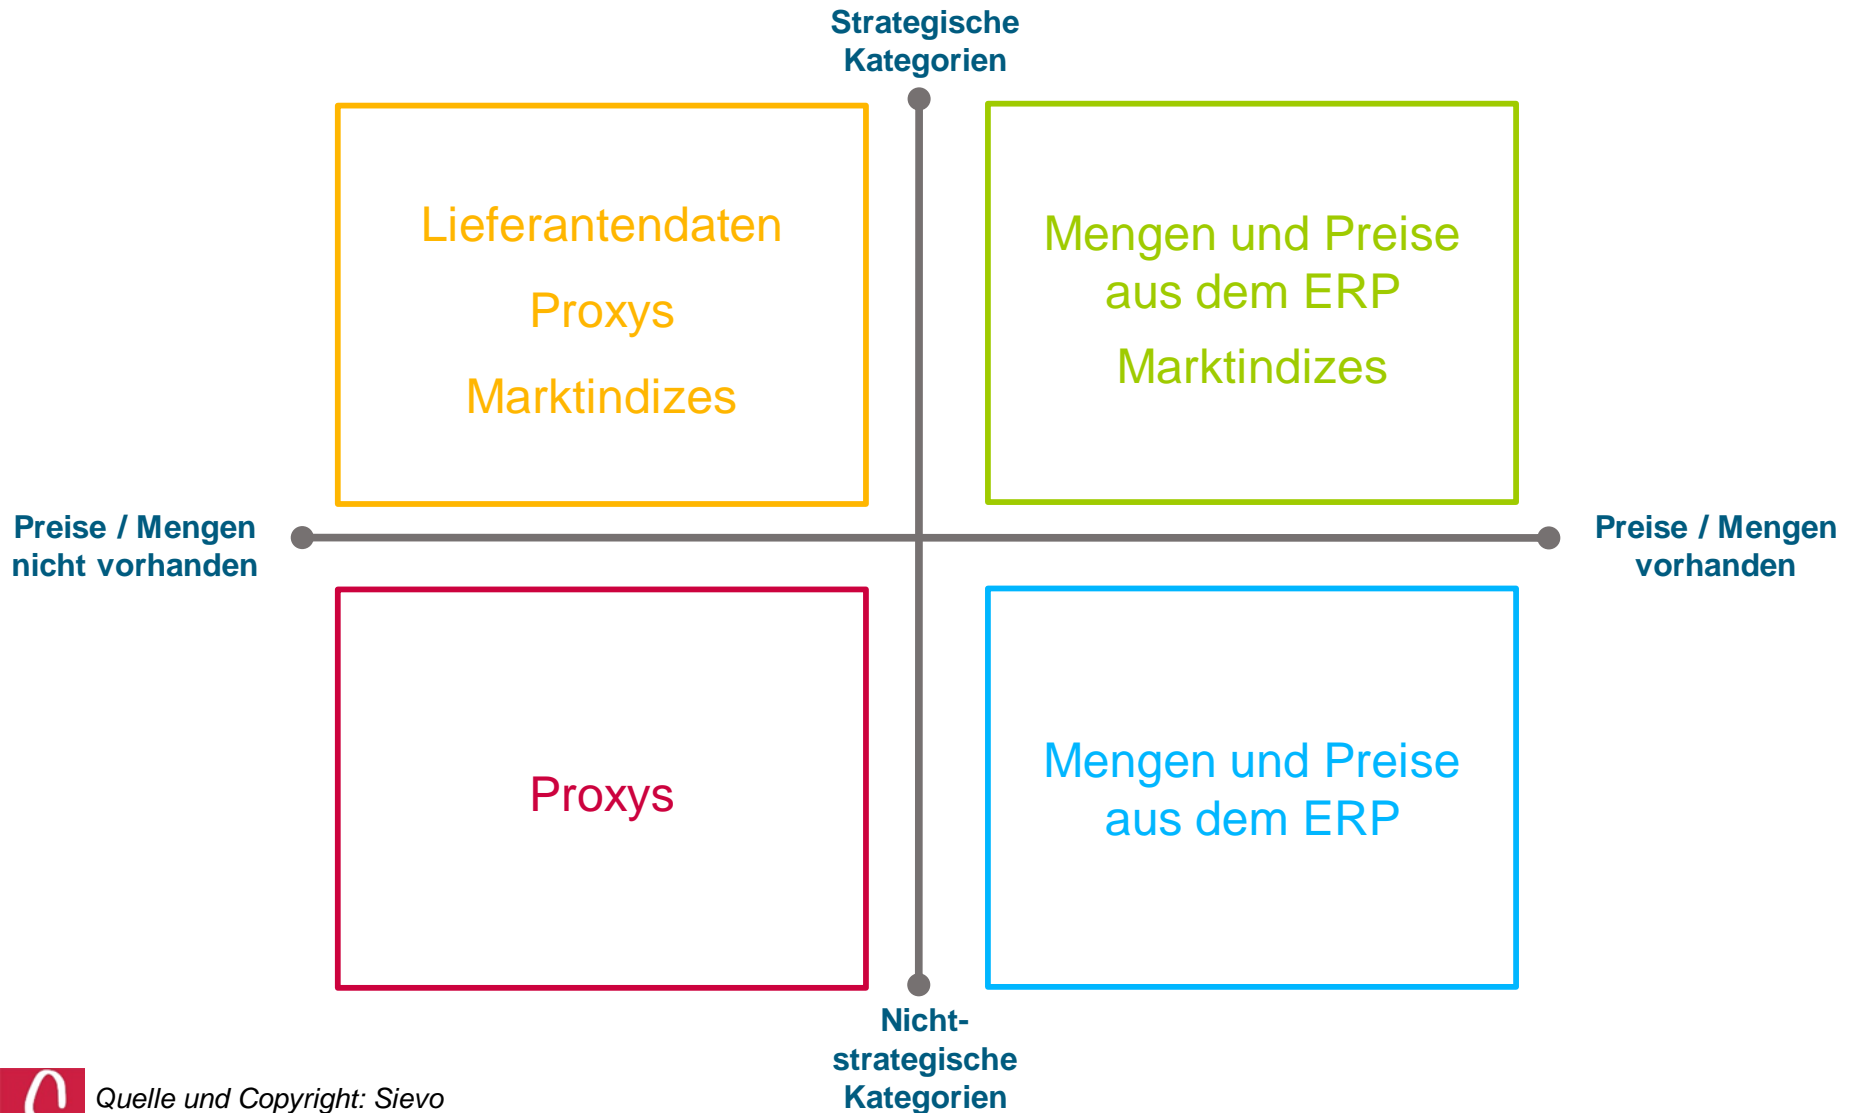 Strategische
Kategorien
Lieferantendaten
Proxys
Marktindizes
Mengen und Preise
aus dem ERP
Marktindizes
Preise / Mengen
nicht vorhanden
Preise / Mengen
vorhanden
Proxys
Mengen und Preise
aus dem ERP
Nicht-
strategische
Kategorien
Quelle und Copyright: Sievo